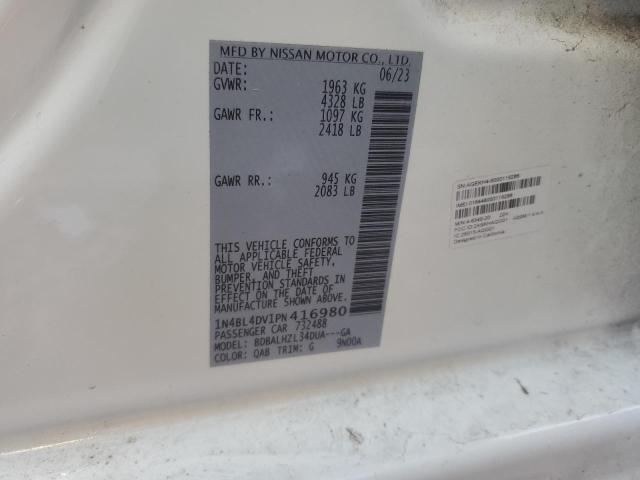 MFD BY NISSAN MOTOR CO., LTD.
DATE: 06/23
GVWR: 1963 KG
4328 LB
GAWR FR.: 1097 KG
2418 LB
GAWR RR.: 945 KG
2083 LB
THIS VEHICLE CONFORMS TO
ALL APPLICABLE FEDERAL
MOTOR VEHICLE SAFETY,
BUMPER, AND THEFT
PREVENTION STANDARDS IN
EFFECT ON THE DATE OF
MANUFACTURE SHOWN ABOVE.
1N4BL4DV1PN416980
PASSENGER CAR 732488
MODEL: BDBALHZL34DUA---GA
COLOR: QAB TRIM: G 9N00A
Designed in California